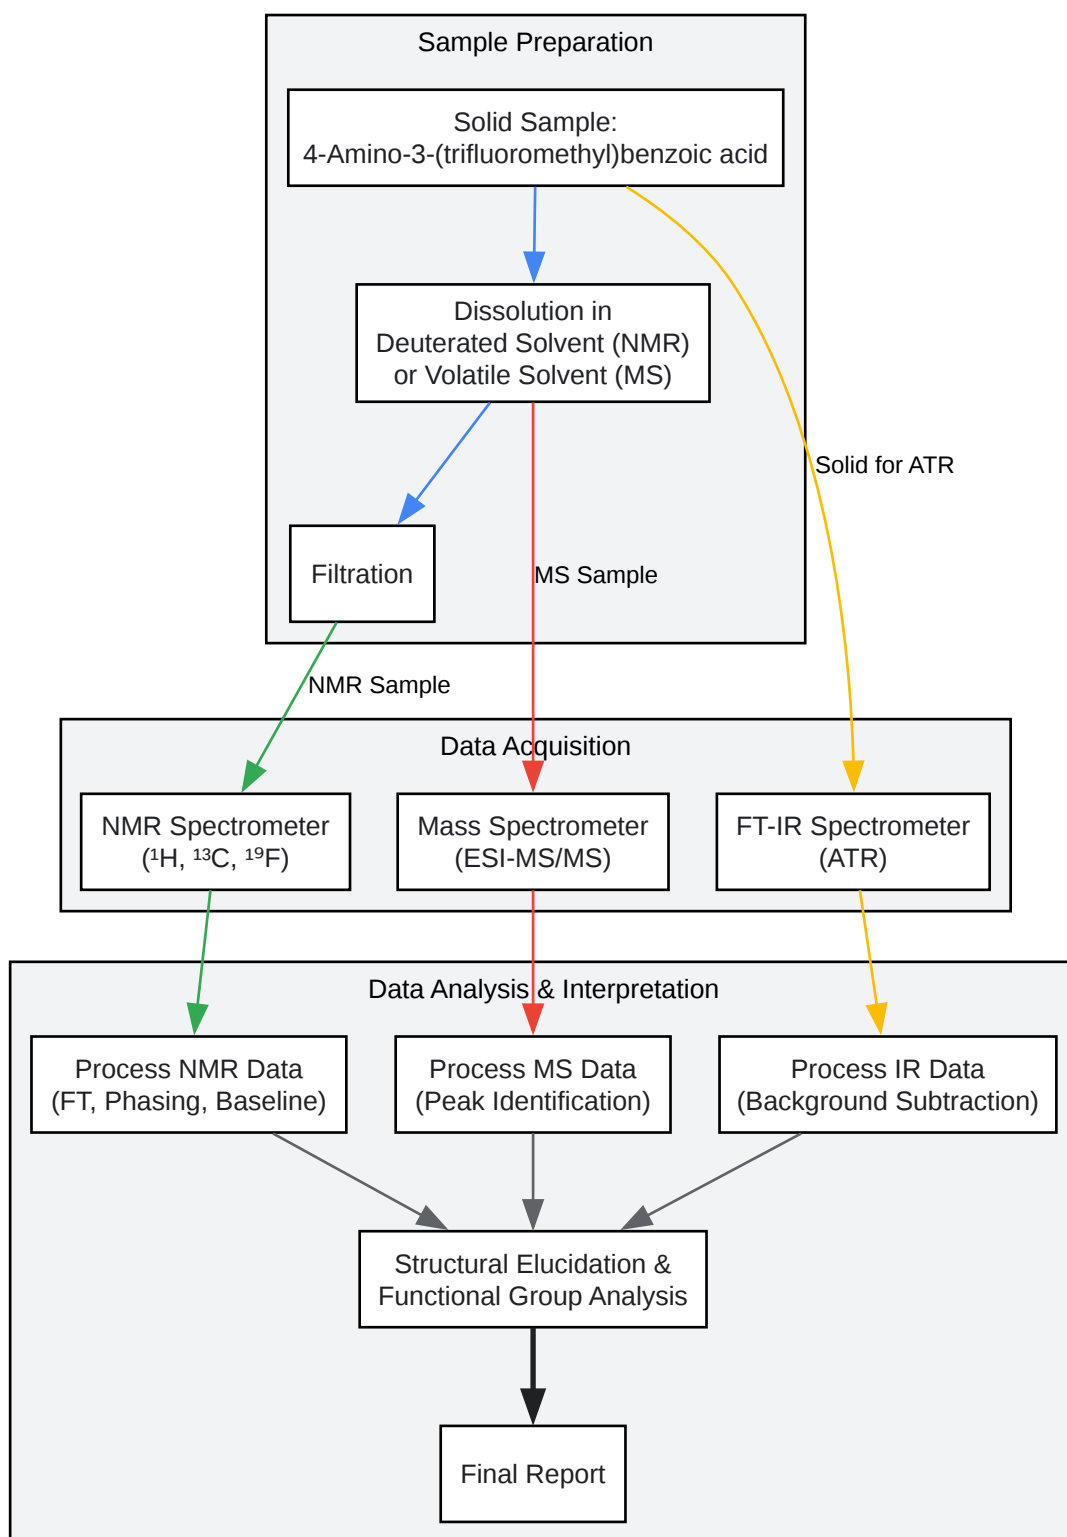 Sample Preparation
Solid Sample:
4-Amino-3-(trifluoromethyl)benzoic acid
Dissolution in
Deuterated Solvent (NMR)
or Volatile Solvent (MS)
Solid for ATR
Filtration
MS Sample
NMR Sample
Data Acquisition
NMR Spectrometer
(¹H, ¹³C, ¹⁹F)
Mass Spectrometer
(ESI-MS/MS)
FT-IR Spectrometer
(ATR)
Data Analysis & Interpretation
Process NMR Data
(FT, Phasing, Baseline)
Process MS Data
(Peak Identification)
Process IR Data
(Background Subtraction)
Structural Elucidation &
Functional Group Analysis
Final Report